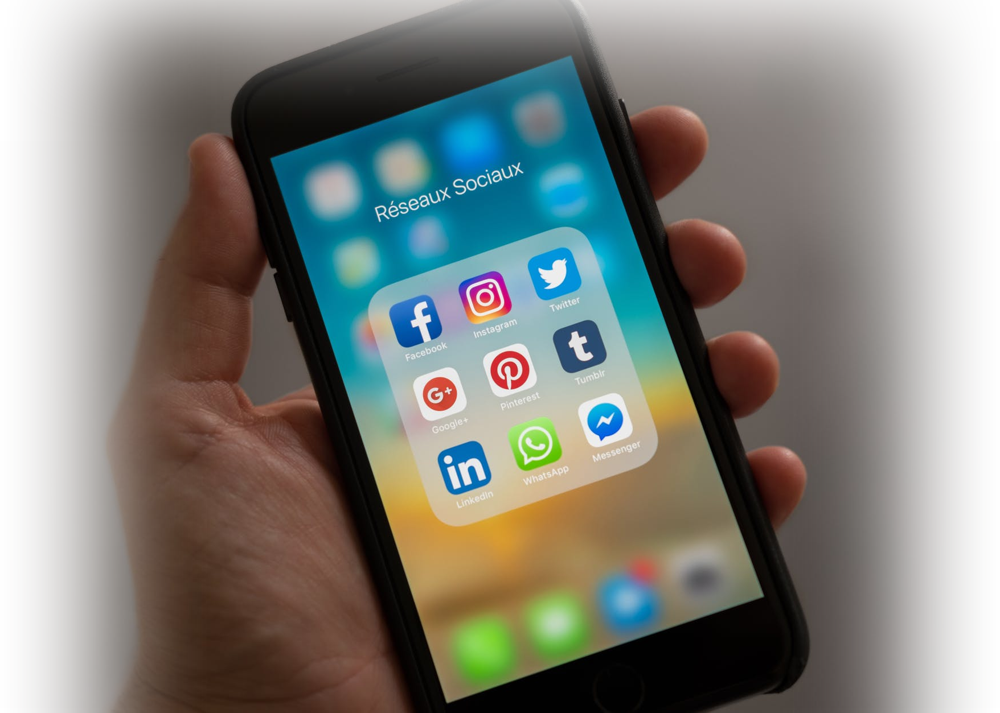 Réseaux Sociaux
Facebook
Instagram
Twitter
Google+
Pinterest
Tumblr
LinkedIn
WhatsApp
Messenger